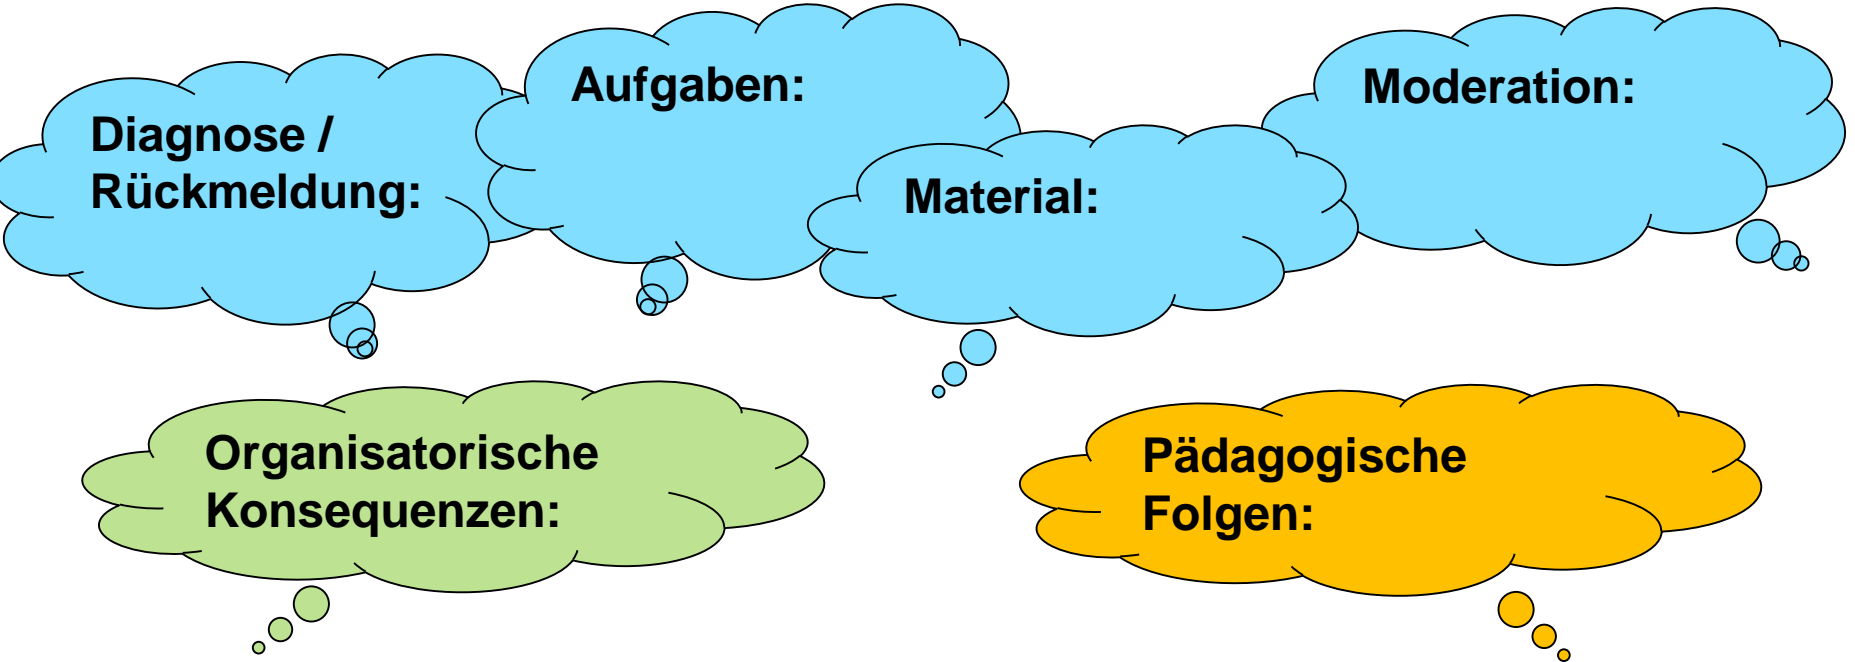 Diagnose /
Rückmeldung:
Aufgaben:
Material:
Moderation:
Organisatorische
Konsequenzen:
Pädagogische
Folgen: